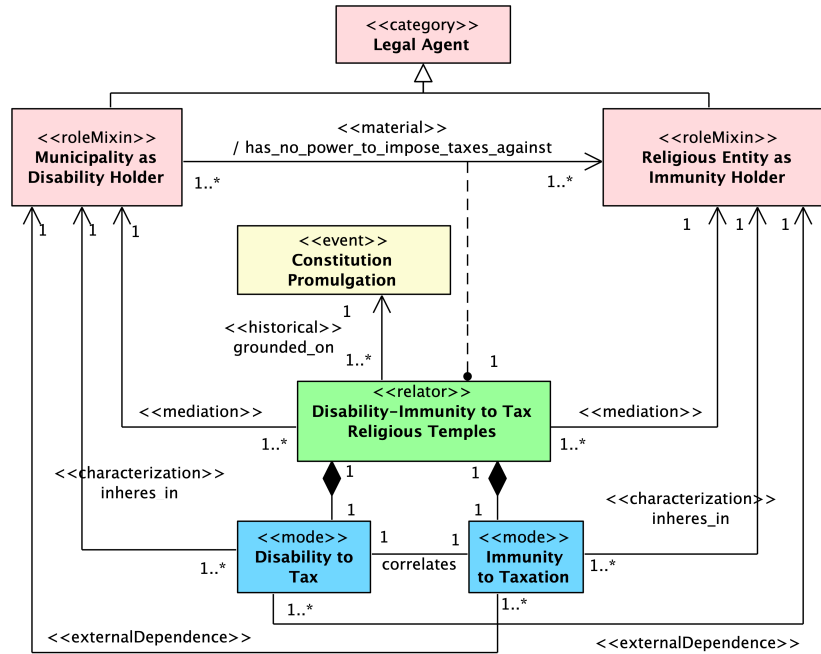 <<category>>
Legal Agent
<<roleMixin>>
Municipality as
Disability Holder
<<material>>
/ has_no_power_to_impose_taxes_against
1..*
1..*
<<roleMixin>>
Religious Entity as
Immunity Holder
1
1
1
1
1
1
<<event>>
Constitution
Promulgation
1
<<historical>>
grounded_on
1..*
1
<<relator>>
Disability-Immunity to Tax
Religious Temples
<<mediation>>
1..*
<<mediation>>
1..*
1
1
<<characterization>>
inheres in
<<characterization>>
inheres_in
1
1
<<mode>>
Disability to
Tax
1
1
correlates
<<mode>>
Immunity
to Taxation
1..*
1..*
1..*
1..*
<<externalDependence>>
<<externalDependence>>